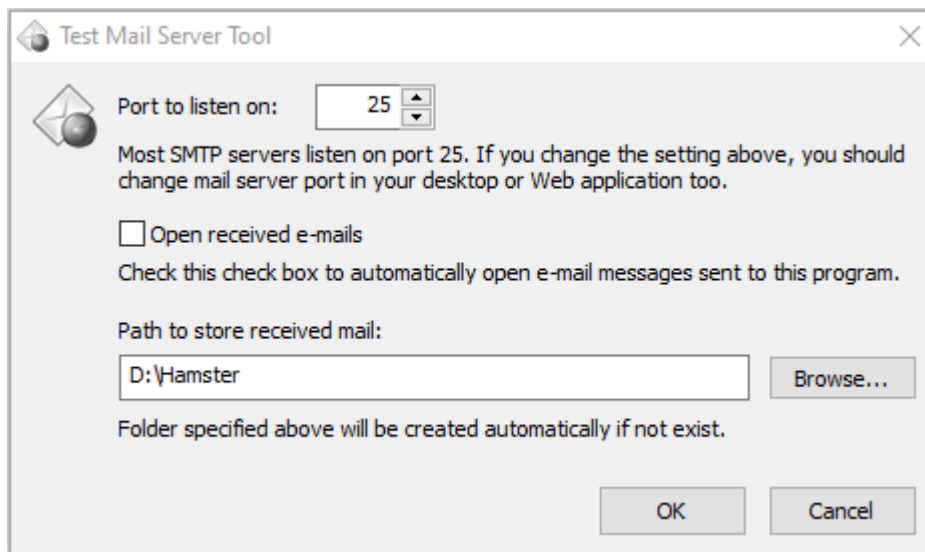 Test Mail Server Tool
Port to listen on:
25
Most SMTP servers listen on port 25. If you change the setting above, you should
change mail server port in your desktop or Web application too.
Open received e-mails
Check this check box to automatically open e-mail messages sent to this program.
Path to store received mail:
D:\Hamster
Browse...
Folder specified above will be created automatically if not exist.
OK
Cancel